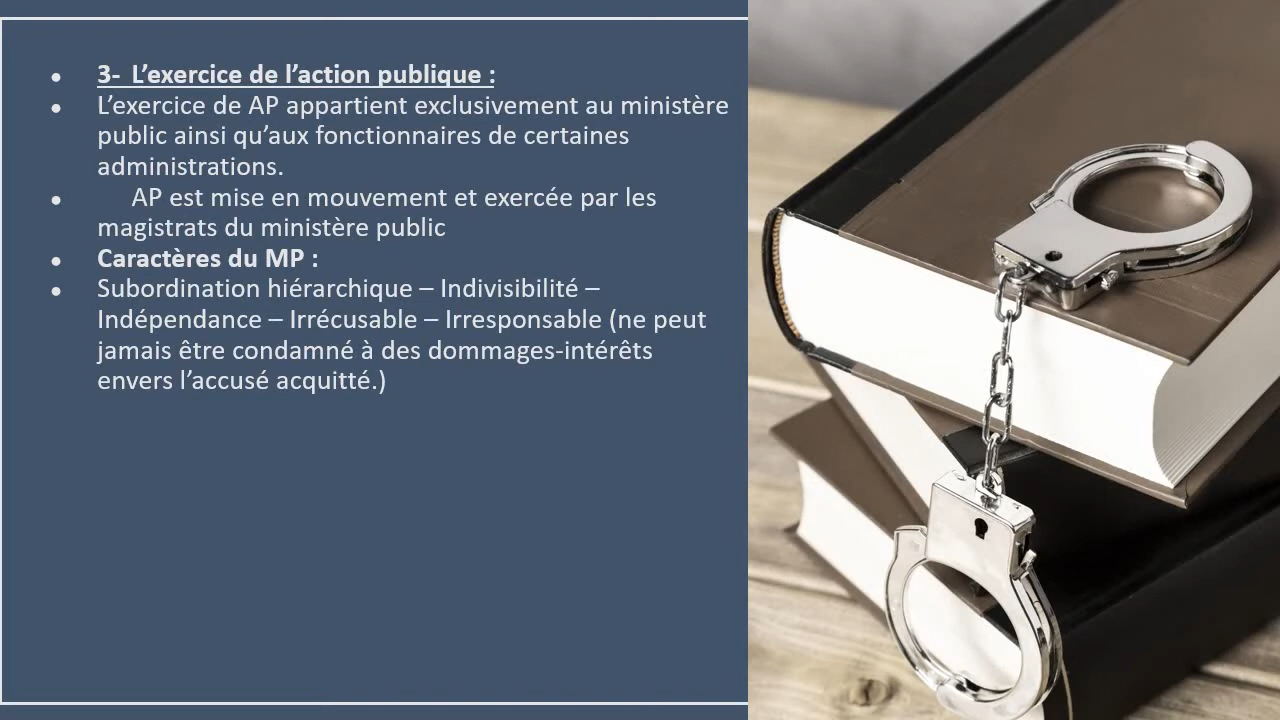 • 3- L’exercice de l’action publique :
• L’exercice de AP appartient exclusivement au ministère
public ainsi qu’aux fonctionnaires de certaines
administrations.
• AP est mise en mouvement et exercée par les
magistrats du ministère public
• Caractères du MP :
• Subordination hiérarchique – Indivisibilité –
Indépendance – Irrécusable – Irresponsable (ne peut
jamais être condamné à des dommages-intérêts
envers l’accusé acquitté.)